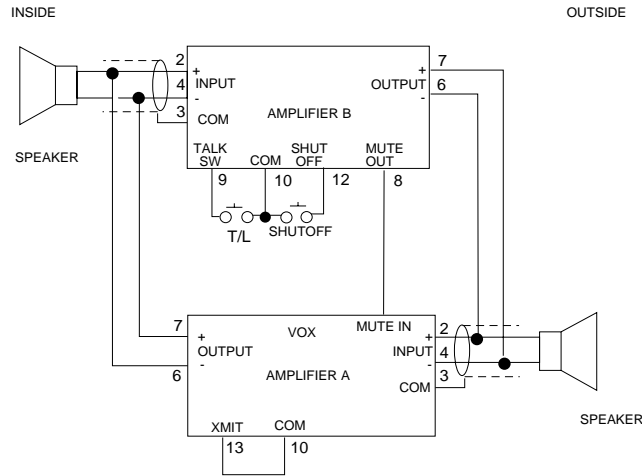 INSIDE
OUTSIDE
2
+
4
INPUT
-
3
COM
AMPLIFIER B
7
+
OUTPUT
6
-
SPEAKER
TALK SW
COM
SHUT OFF
MUTE OUT
9
10
12
8
T/L
SHUTOFF
7
+
VOX
MUTE IN
2
+
OUTPUT
INPUT
4
-
6
-
AMPLIFIER A
3
COM
SPEAKER
XMIT
COM
13
10